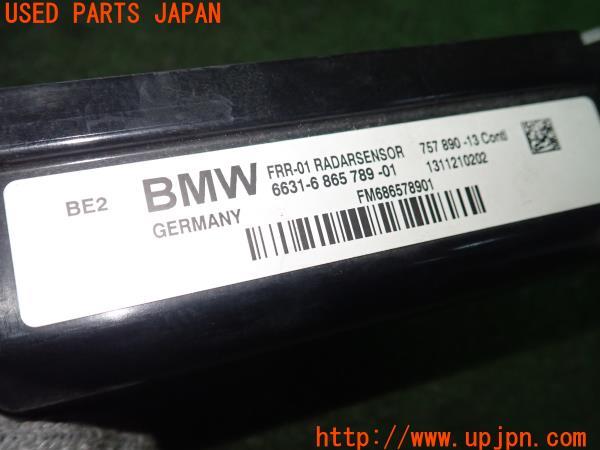 USED PARTS JAPAN
BE2 BMW GERMANY
FRR-01 RADARSENSOR 757 890 -13 Conti
6631-6 865 789 -01 1311210202
FM686578901
http://www.upjpn.com